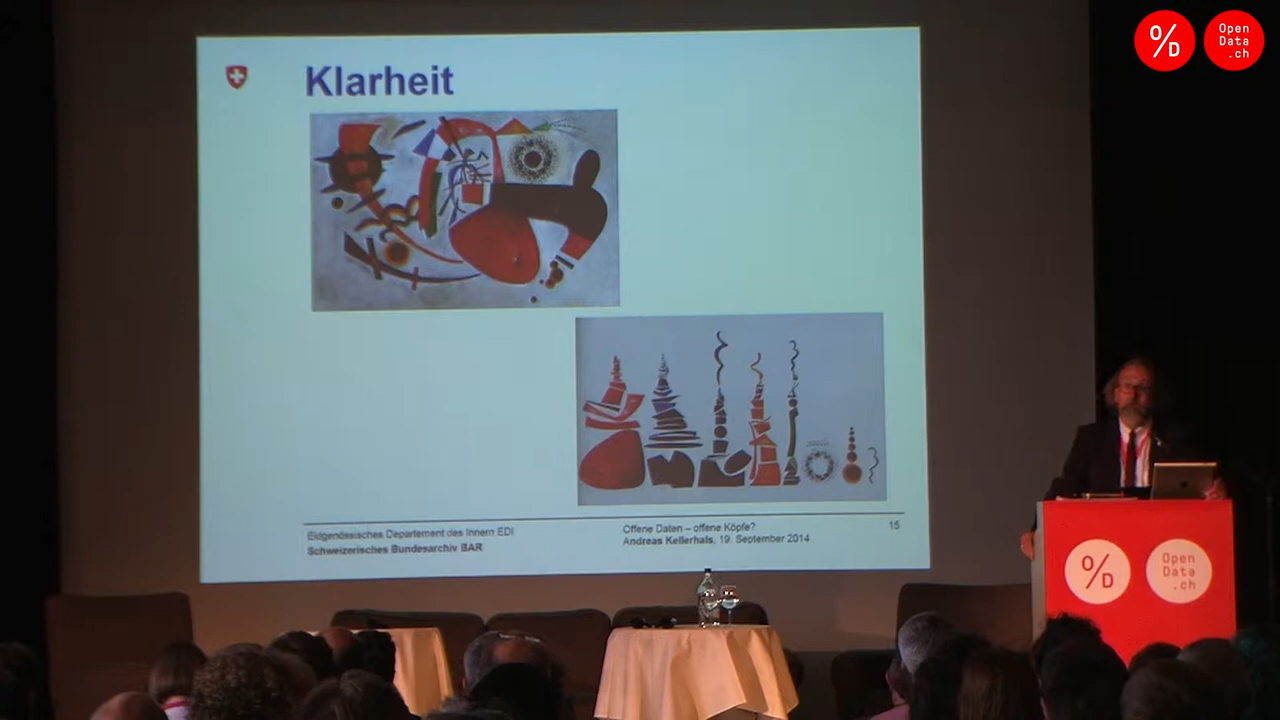 %D
Open
Data
.ch
Klarheit
Eidgenössisches Departement des Innern EDI
Schweizerisches Bundesarchiv BAR
Offene Daten – offene Köpfe?
Andreas Kellerhals, 19. September 2014
15
%D
Open
Data
.ch